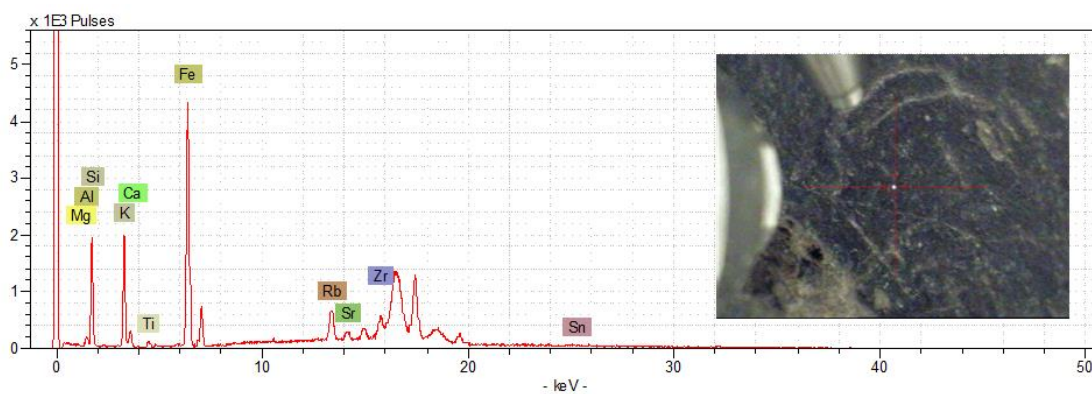 x 1E3 Pulses
5
4
3
2
1
0
Fe
Si
Al
Ca
Mg
K
Ti
Rb
Sr
Zr
Sn
0 10 20 30 40 50
- keV -